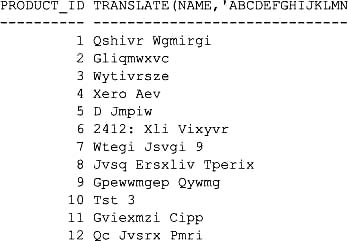 PRODUCT_ID TRANSLATE(NAME,'ABCDEFGHIJKLMN
---------- ------------------------------
1 Qshivr Wgmirgi
2 Gliqmwxvc
3 Wytivrsze
4 Xero Aev
5 D Jmpiw
6 2412: Xli Vixyvr
7 Wtegi Jsvgi 9
8 Jvsq Ersxliv Tperix
9 Gpewwmgep Qywmg
10 Tst 3
11 Gviexmzi Cipp
12 Qc Jvsrx Pmri